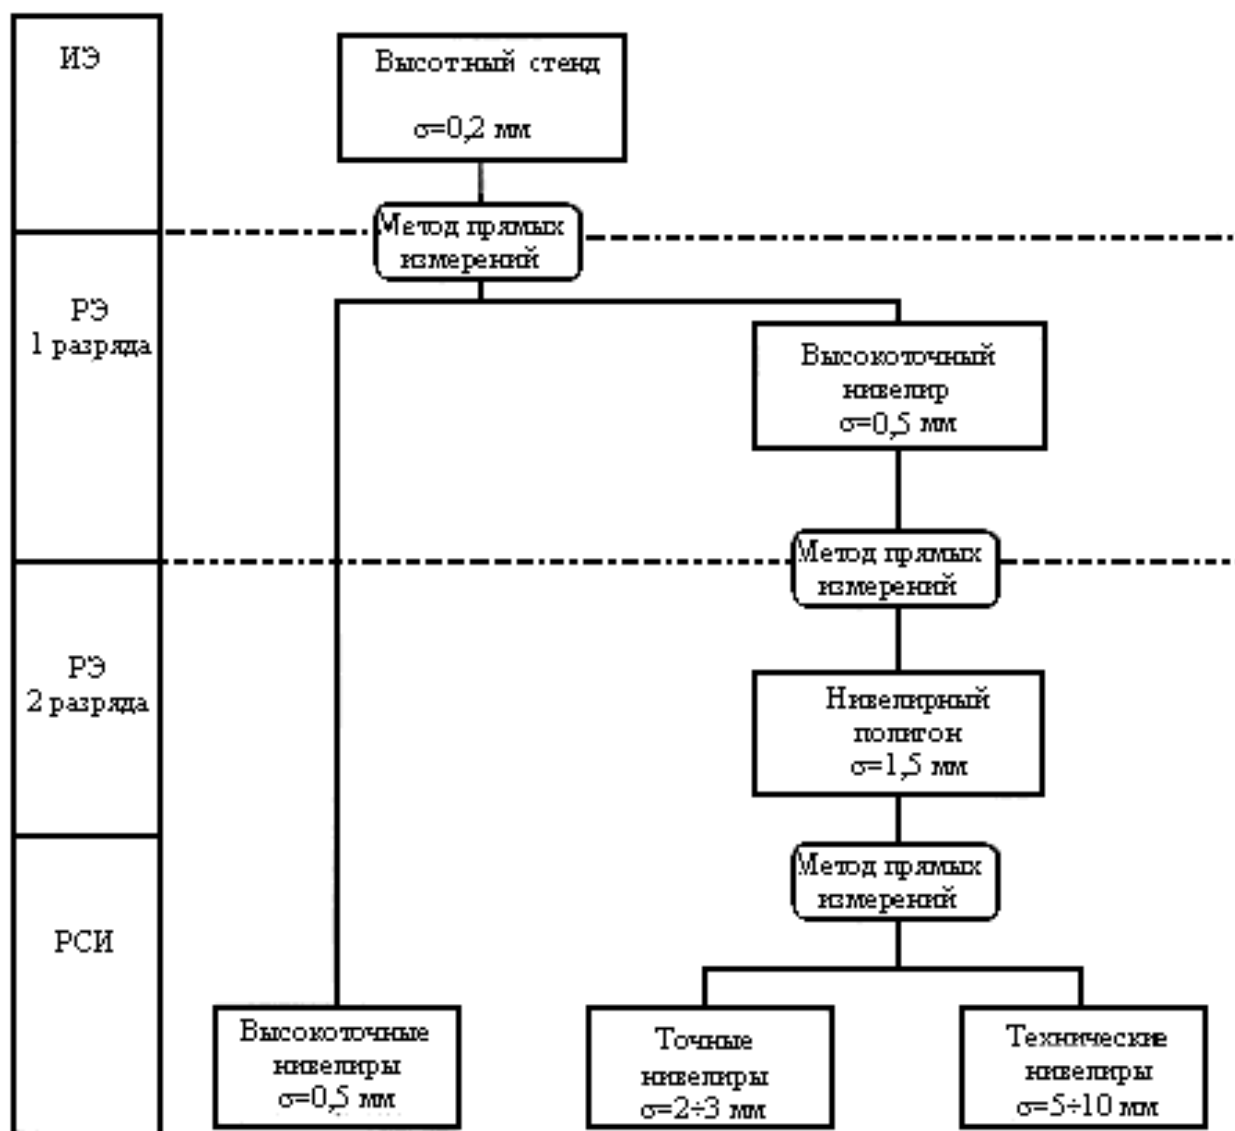 ИЭ
Высотный стенд
σ=0,2 мм
Метод прямых
измерений
РЭ
1 разряда
Высокоточный
нивелир
σ=0,5 мм
Метод прямых
измерений
РЭ
2 разряда
Нивелирный
полигон
σ=1,5 мм
Метод прямых
измерений
РСИ
Высокоточные
нивелиры
σ=0,5 мм
Точные
нивелиры
σ=2÷3 мм
Технические
нивелиры
σ=5÷10 мм